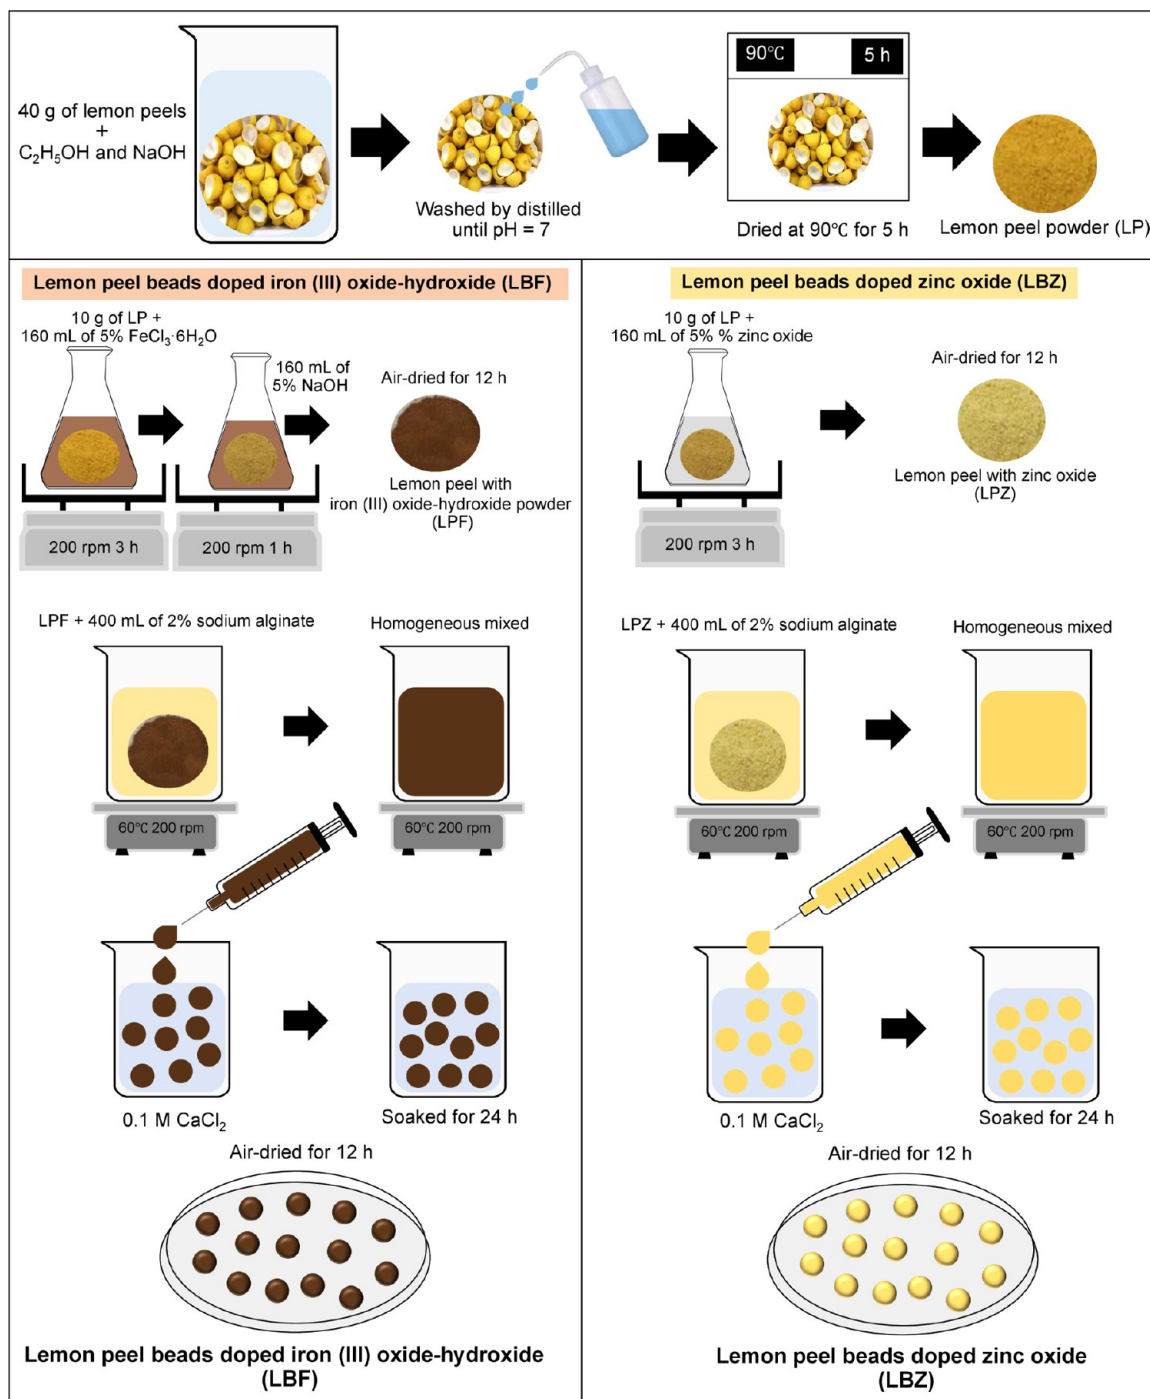 40 g of lemon peels
+
C₂H₅OH and NaOH
Washed by distilled
until pH = 7
90℃
5 h
Dried at 90℃ for 5 h
Lemon peel powder (LP)
Lemon peel beads doped iron (III) oxide-hydroxide (LBF)
10 g of LP +
160 mL of 5% FeCl₃·6H₂O
160 mL of
5% NaOH
Air-dried for 12 h
Lemon peel with
iron (III) oxide-hydroxide powder
(LPF)
200 rpm 3 h
200 rpm 1 h
LPF + 400 mL of 2% sodium alginate
Homogeneous mixed
60℃ 200 rpm
60℃ 200 rpm
0.1 M CaCl₂
Soaked for 24 h
Air-dried for 12 h
Lemon peel beads doped iron (III) oxide-hydroxide
(LBF)
Lemon peel beads doped zinc oxide (LBZ)
10 g of LP +
160 mL of 5% % zinc oxide
Air-dried for 12 h
Lemon peel with zinc oxide
(LPZ)
200 rpm 3 h
LPZ + 400 mL of 2% sodium alginate
Homogeneous mixed
60℃ 200 rpm
60℃ 200 rpm
0.1 M CaCl₂
Soaked for 24 h
Air-dried for 12 h
Lemon peel beads doped zinc oxide
(LBZ)